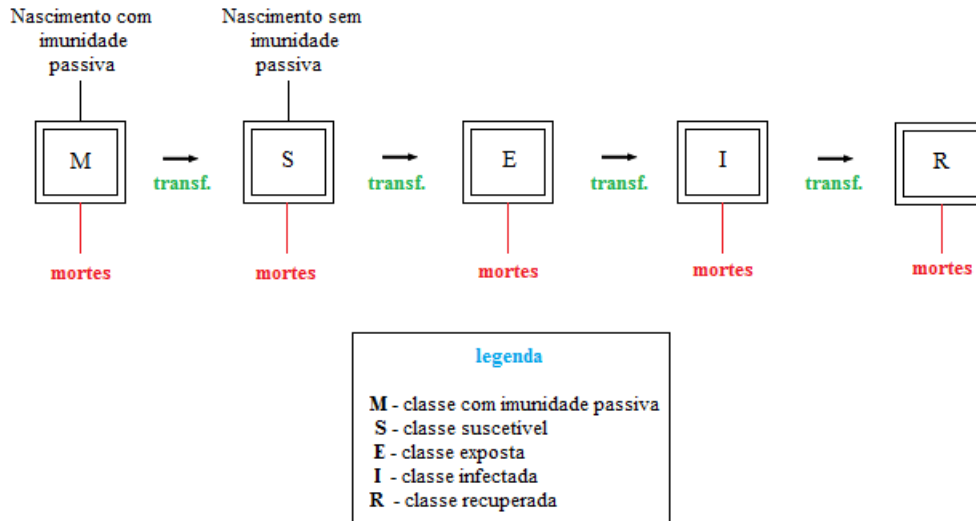 Nascimento com
imunidade
passiva
Nascimento sem
imunidade
passiva
M
S
E
I
R
transf.
transf.
transf.
transf.
mortes
mortes
mortes
mortes
mortes
legenda
M - classe com imunidade passiva
S - classe suscetível
E - classe exposta
I - classe infectada
R - classe recuperada